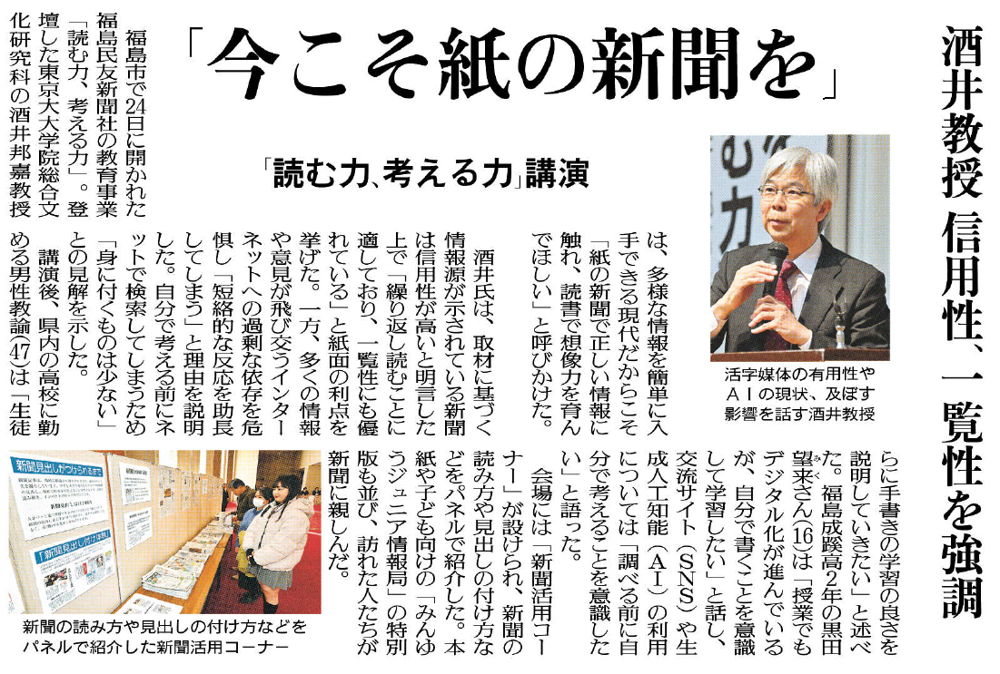 酒井教授 信用性、一覧性を強調
「今こそ紙の新聞を」
「読む力、考える力」講演
福島市で24日に開かれた
福島民友新聞社の教育事業
「読む力、考える力」。登
壇した東京大大学院総合文
化研究科の酒井邦嘉教授
は、多様な情報を簡単に入
手できる現代だからこそ
「紙の新聞で正しい情報に
触れ、読書で想像力を育ん
でほしい」と呼びかけた。
酒井氏は、取材に基づく
情報源が示されている新聞
は信用性が高いと明言した
上で「繰り返し読むことに
適しており、一覧性にも優
れている」と紙面の利点を
挙げた。一方、多くの情報
や意見が飛び交うインター
ネットへの過剰な依存を危
惧し「短絡的な反応を助長
してしまう」と理由を説明
した。自分で考える前にネ
ットで検索してしまうため
「身に付くものは少ない」
との見解を示した。
講演後、県内の高校に勤
める男性教諭(47)は「生徒
らに手書きの学習の良さを
説明していきたい」と述べ
た。福島成蹊高2年の黒田
望来さん(16)は「授業でも
みく
デジタル化が進んでいる
が、自分で書くことを意識
して学習したい」と話し、
交流サイト(SNS)や生
成人工知能(AI)の利用
については「調べる前に自
分で考えることを意識した
い」と語った。
会場には「新聞活用コー
ナー」が設けられ、新聞の
読み方や見出しの付け方な
どをパネルで紹介した。本
紙や子ども向けの「みんゆ
うジュニア情報局」の特別
版も並び、訪れた人たちが
新聞に親しんだ。
活字媒体の有用性や
AIの現状、及ぼす
影響を話す酒井教授
新聞見出しがつけられるまで
「新聞見出し付け体験」
新聞の読み方や見出しの付け方などを
パネルで紹介した新聞活用コーナー